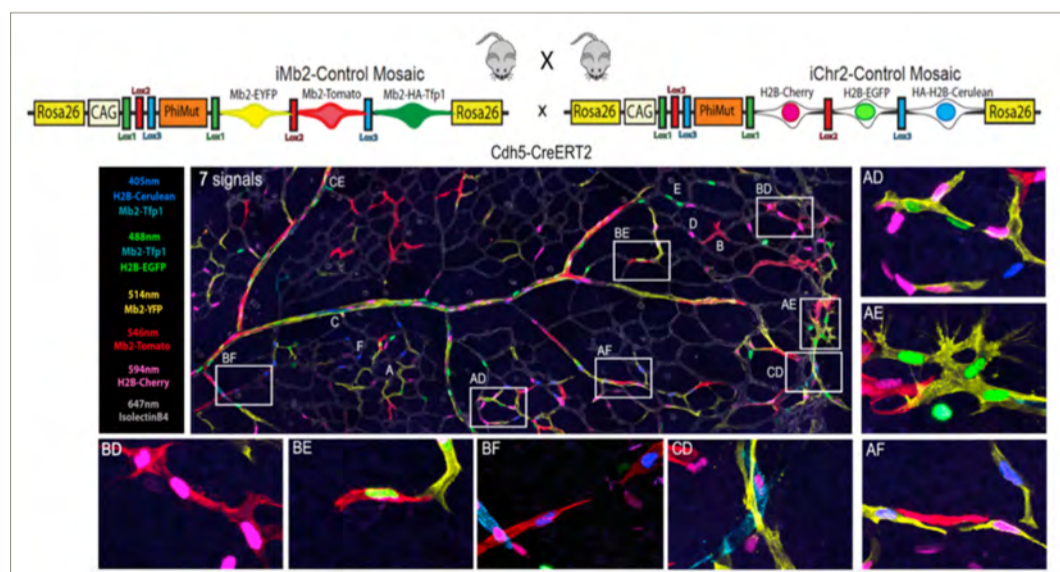 X
iMb2-Control Mosaic
iChr2-Control Mosaic
Lox2
Mb2-EYFP
Mb2-Tomato
Mb2-HA-Tfp1
Lox2
H2B-Cherry
H2B-EGFP
HA-H2B-Cerulean
Rosa26
CAG
PhiMut
Rosa26
x
Rosa26
CAG
PhiMut
Rosa26
Lox1
Lox3
Lox1
Lox2
Lox3
Lox1
Lox3
Lox1
Lox2
Lox3
Cdh5-CreERT2
405nm
H2B-Cerulean
Mb2-Tfp1
488nm
Mb2-Tfp1
H2B-EGFP
514nm
Mb2-YFP
546nm
Mb2-Tomato
594nm
H2B-Cherry
647nm
IsolectinB4
7 signals
CE
E
BD
D
BE
B
AE
C
F
BF
A
AF
CD
AD
AD
AE
BD
BE
BF
CD
AF